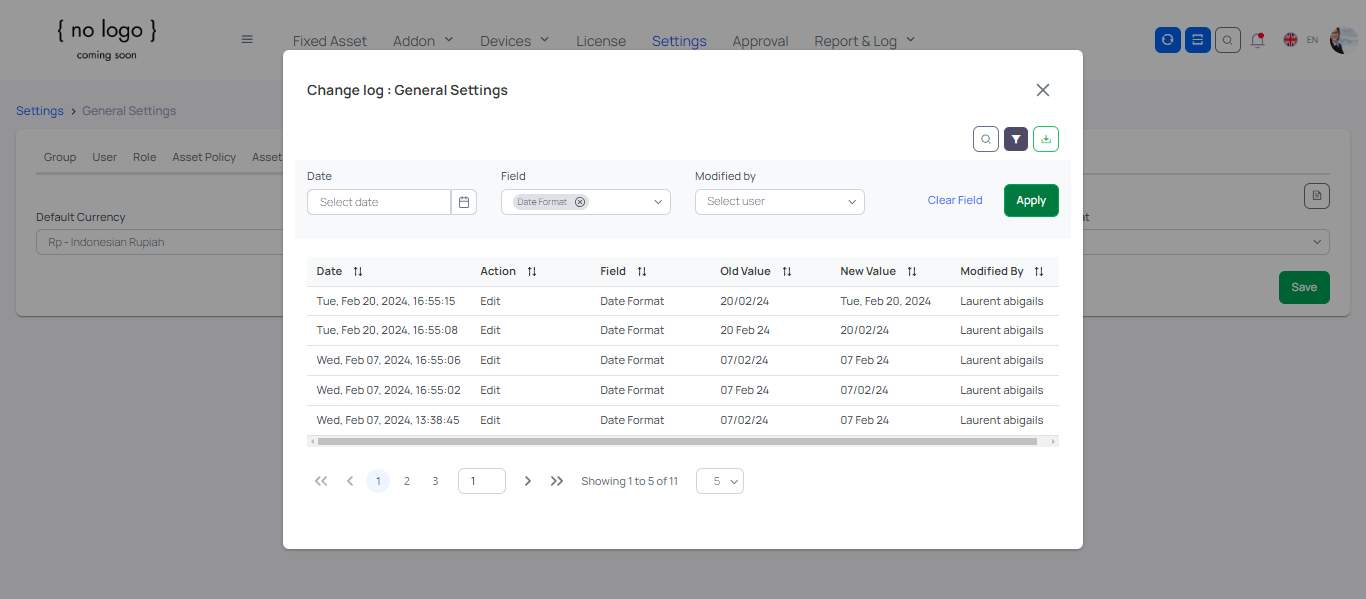 { no logo }
coming soon
Fixed Asset Addon Devices License Settings Approval Report & Log EN
Settings > General Settings
Change log : General Settings
Group User Role Asset Policy Asset
Date Field Modified by
Select date Date Format Select user Clear Field Apply
Default Currency
Rp - Indonesian Rupiah
Save
Date Action Field Old Value New Value Modified By
Tue, Feb 20, 2024, 16:55:15 Edit Date Format 20/02/24 Tue, Feb 20, 2024 Laurent abigails
Tue, Feb 20, 2024, 16:55:08 Edit Date Format 20 Feb 24 20/02/24 Laurent abigails
Wed, Feb 07, 2024, 16:55:06 Edit Date Format 07/02/24 07 Feb 24 Laurent abigails
Wed, Feb 07, 2024, 16:55:02 Edit Date Format 07 Feb 24 07/02/24 Laurent abigails
Wed, Feb 07, 2024, 13:38:45 Edit Date Format 07/02/24 07 Feb 24 Laurent abigails
1 2 3 1 Showing 1 to 5 of 11 5